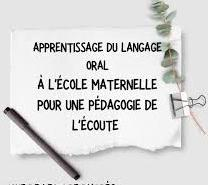 APPRENTISSAGE DU LANGAGE
ORAL
À L'ÉCOLE MATERNELLE
POUR UNE PÉDAGOGIE DE
L'ÉCOUTE